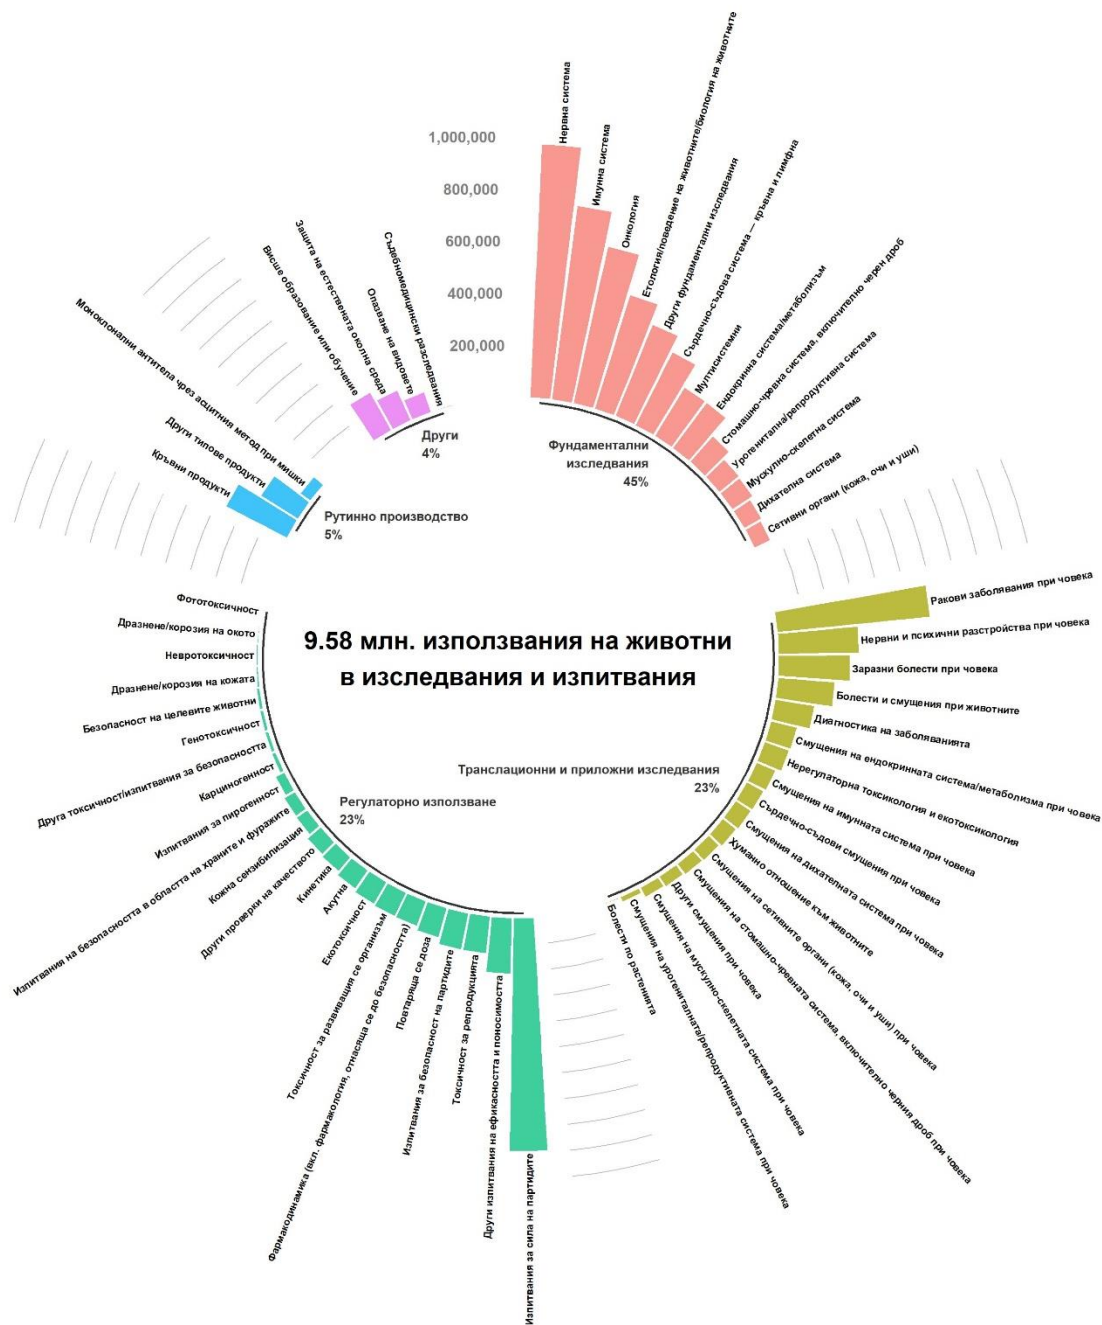 1,000,000
800,000
600,000
400,000
200,000
Нервна система
Имунна система
Онкология
Етология/поведение на животните/биология на животните
Други фундаментални изследвания
Сърдечно-съдова система — кръвна и лимфна
Мултисистемни
Ендокринна система/метаболизъм
Стомашно-чревна система, включително черен дроб
Урогенитална/репродуктивна система
Мускулно-скелетна система
Дихателна система
Сетивни органи (кожа, очи и уши)
Фундаментални
изследвания
45%
Ракови заболявания при човека
Нервни и психични разстройства при човека
Заразни болести при човека
Болести и смущения при животните
Диагностика на заболяванията
Смущения на ендокринната система/метаболизма при човека
Нерегулаторна токсикология и екотоксикология
Смущения на имунната система при човека
Сърдечно-съдови смущения при човека
Смущения на дихателната система при човека
Хуманно отношение към животните
Смущения на сетивните органи (кожа, очи и уши) при човека
Смущения на стомашно-чревната система, включително черния дроб при човека
Други смущения при човека
Смущения на мускулно-скелетната система при човека
Смущения на урогениталната/репродуктивната система при човека
Болести по растенията
Транслационни и приложни изследвания
23%
Изпитвания за сила на партидите
Други изпитвания на ефикасността и поносимостта
Токсичност за репродукцията
Изпитвания за безопасност на партидите
Повтаряща се доза
Фармакодинамика (вкл. фармакология, отнасяща се до безопасността)
Токсичност за развиващия се организъм
Екотоксичност
Акутна
Кинетика
Други проверки на качеството
Кожна сензибилизация
Изпитвания на безопасността в областта на храните и фуражите
Изпитвания за пирогенност
Карциногенност
Друга токсичност/изпитвания за безопасността
Генотоксичност
Безопасност на целевите животни
Дразнене/корозия на кожата
Невротоксичност
Дразнене/корозия на окото
Фототоксичност
Регулаторно използване
23%
Кръвни продукти
Други типове продукти
Моноклонални антитела чрез асцитния метод при мишки
Рутинно производство
5%
Висше образование или обучение
Защита на естествената околна среда
Опазване на видовете
Съдебномедицински разследвания
Други
4%
9.58 млн. използвания на животни
в изследвания и изпитвания